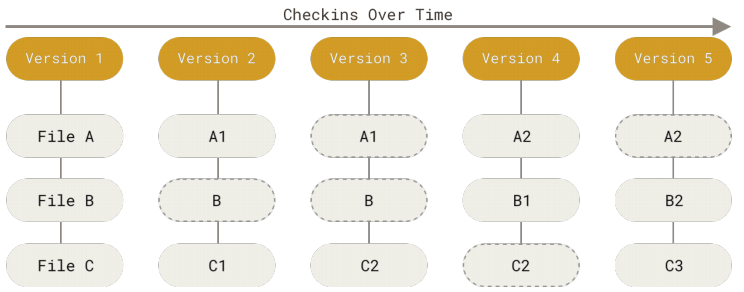 Checkins Over Time
Version 1 Version 2 Version 3 Version 4 Version 5
File A A1 A1 A2 A2
File B B B B1 B2
File C C1 C2 C2 C3